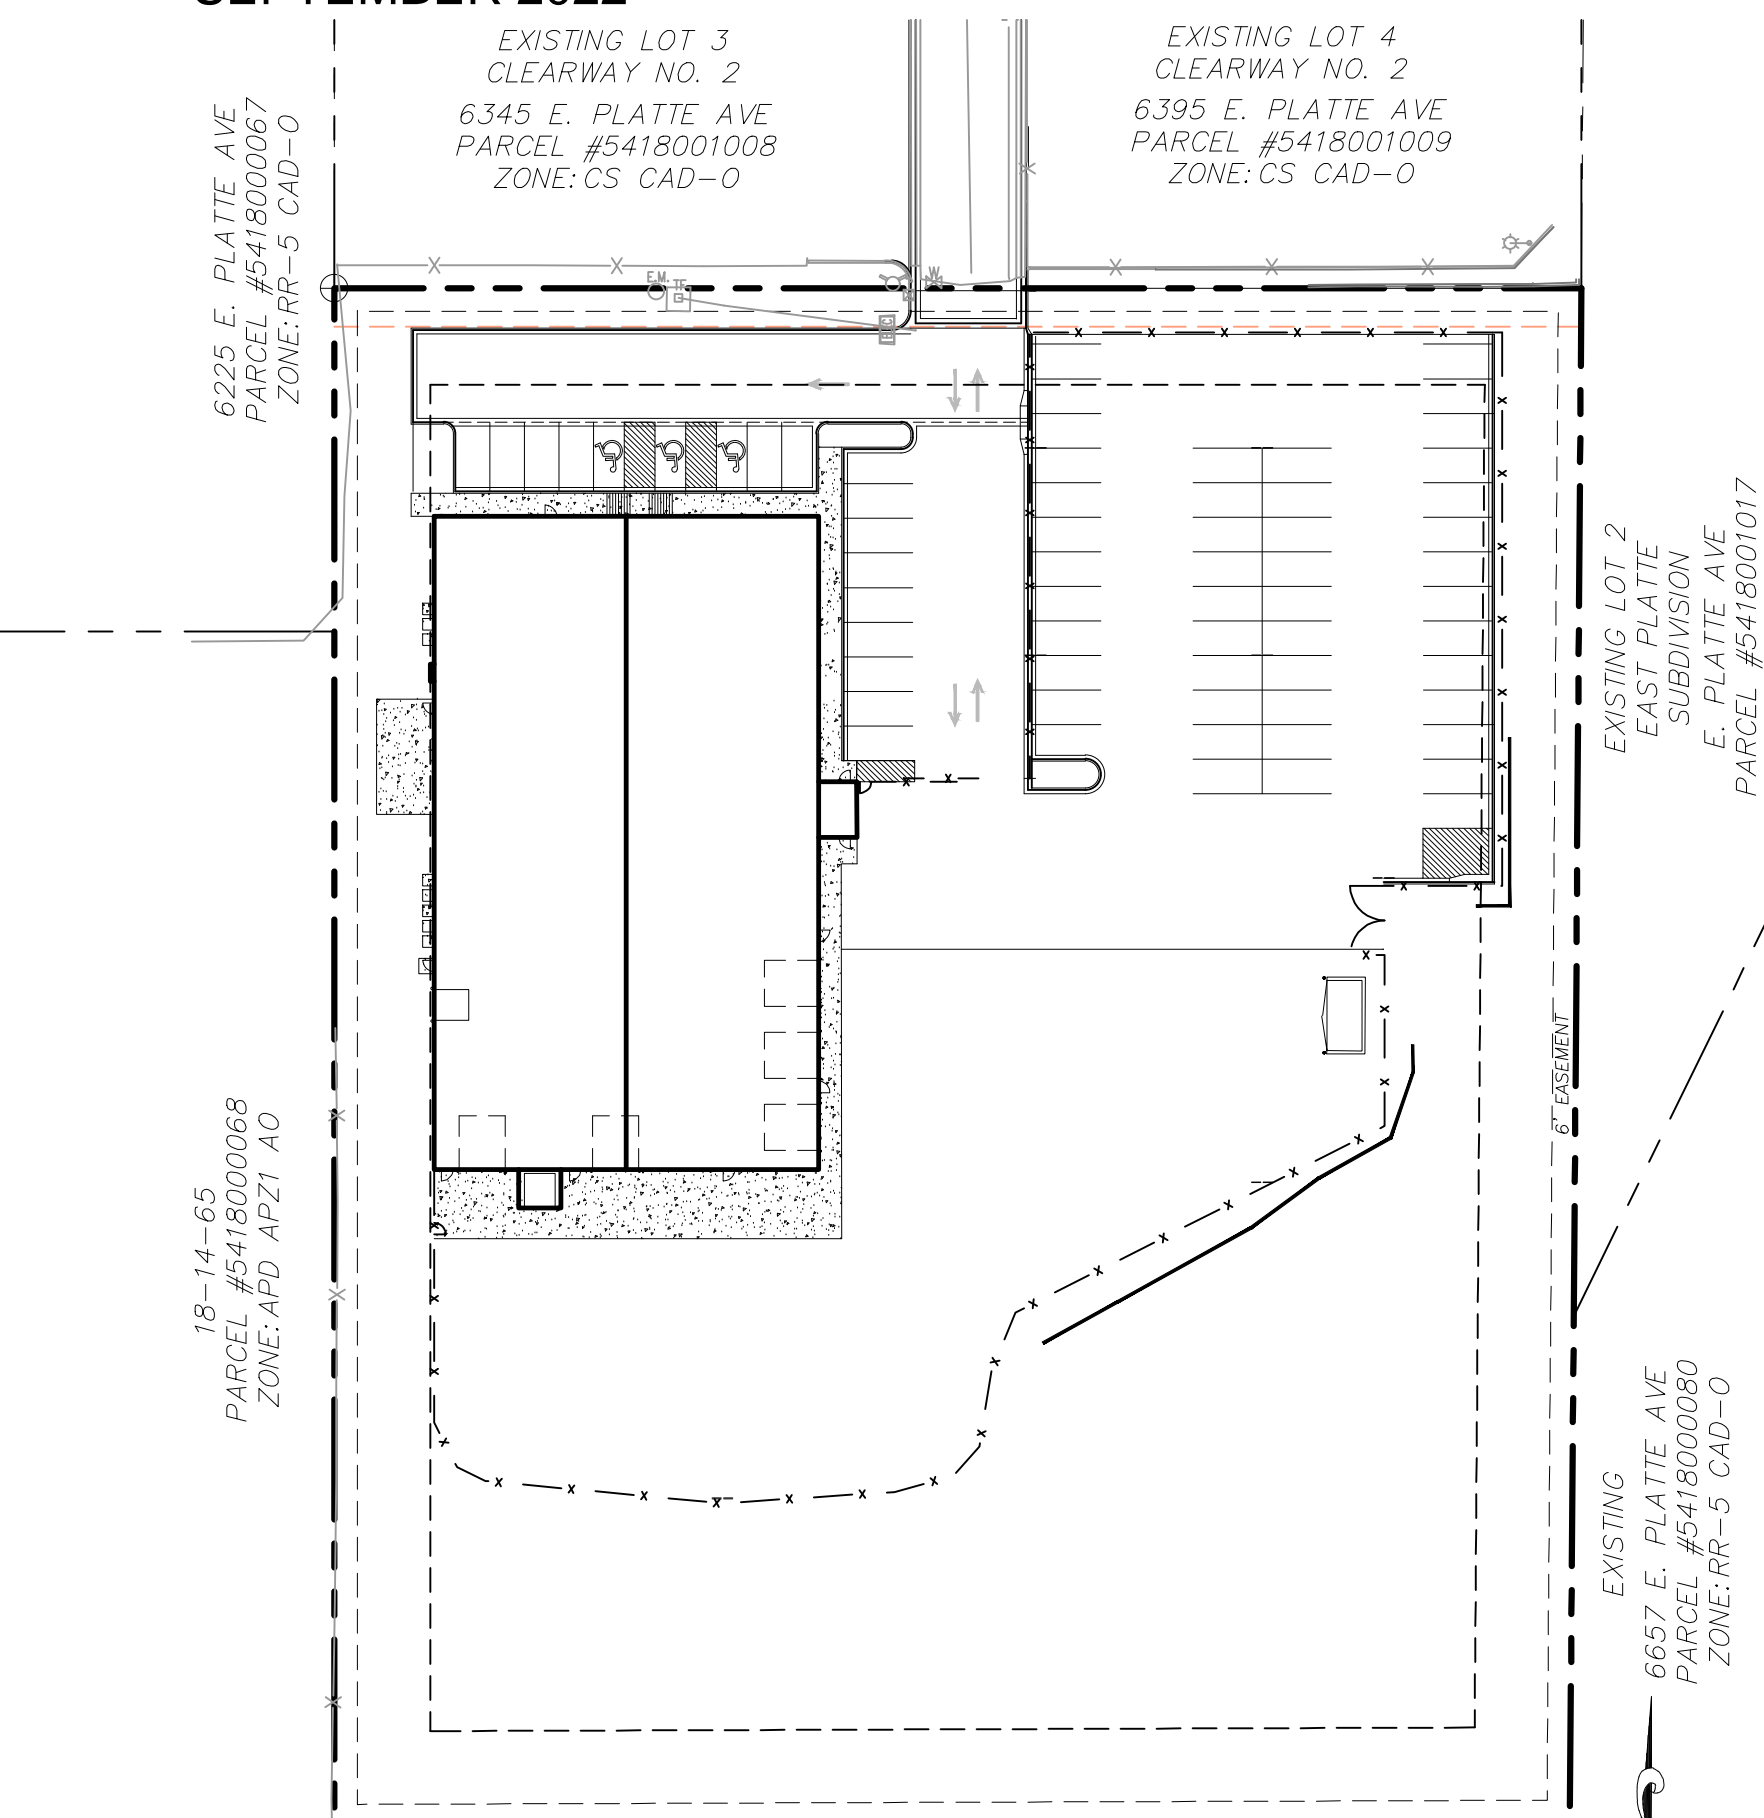 SEPTEMBER 2022
EXISTING LOT 3
CLEARWAY NO. 2
6345 E. PLATTE AVE
PARCEL #5418001008
ZONE: CS CAD-O
EXISTING LOT 4
CLEARWAY NO. 2
6395 E. PLATTE AVE
PARCEL #5418001009
ZONE: CS CAD-O
6225 E. PLATTE AVE
PARCEL #5418000067
ZONE: RR-5 CAD-O
E.M.
TF
W
EXISTING LOT 2
EAST PLATTE
SUBDIVISION
E. PLATTE AVE
PARCEL #5418001017
6' EASEMENT
18-14-65
PARCEL #5418000068
ZONE: APD APZ1 AO
EXISTING
6657 E. PLATTE AVE
PARCEL #5418000080
ZONE: RR-5 CAD-O